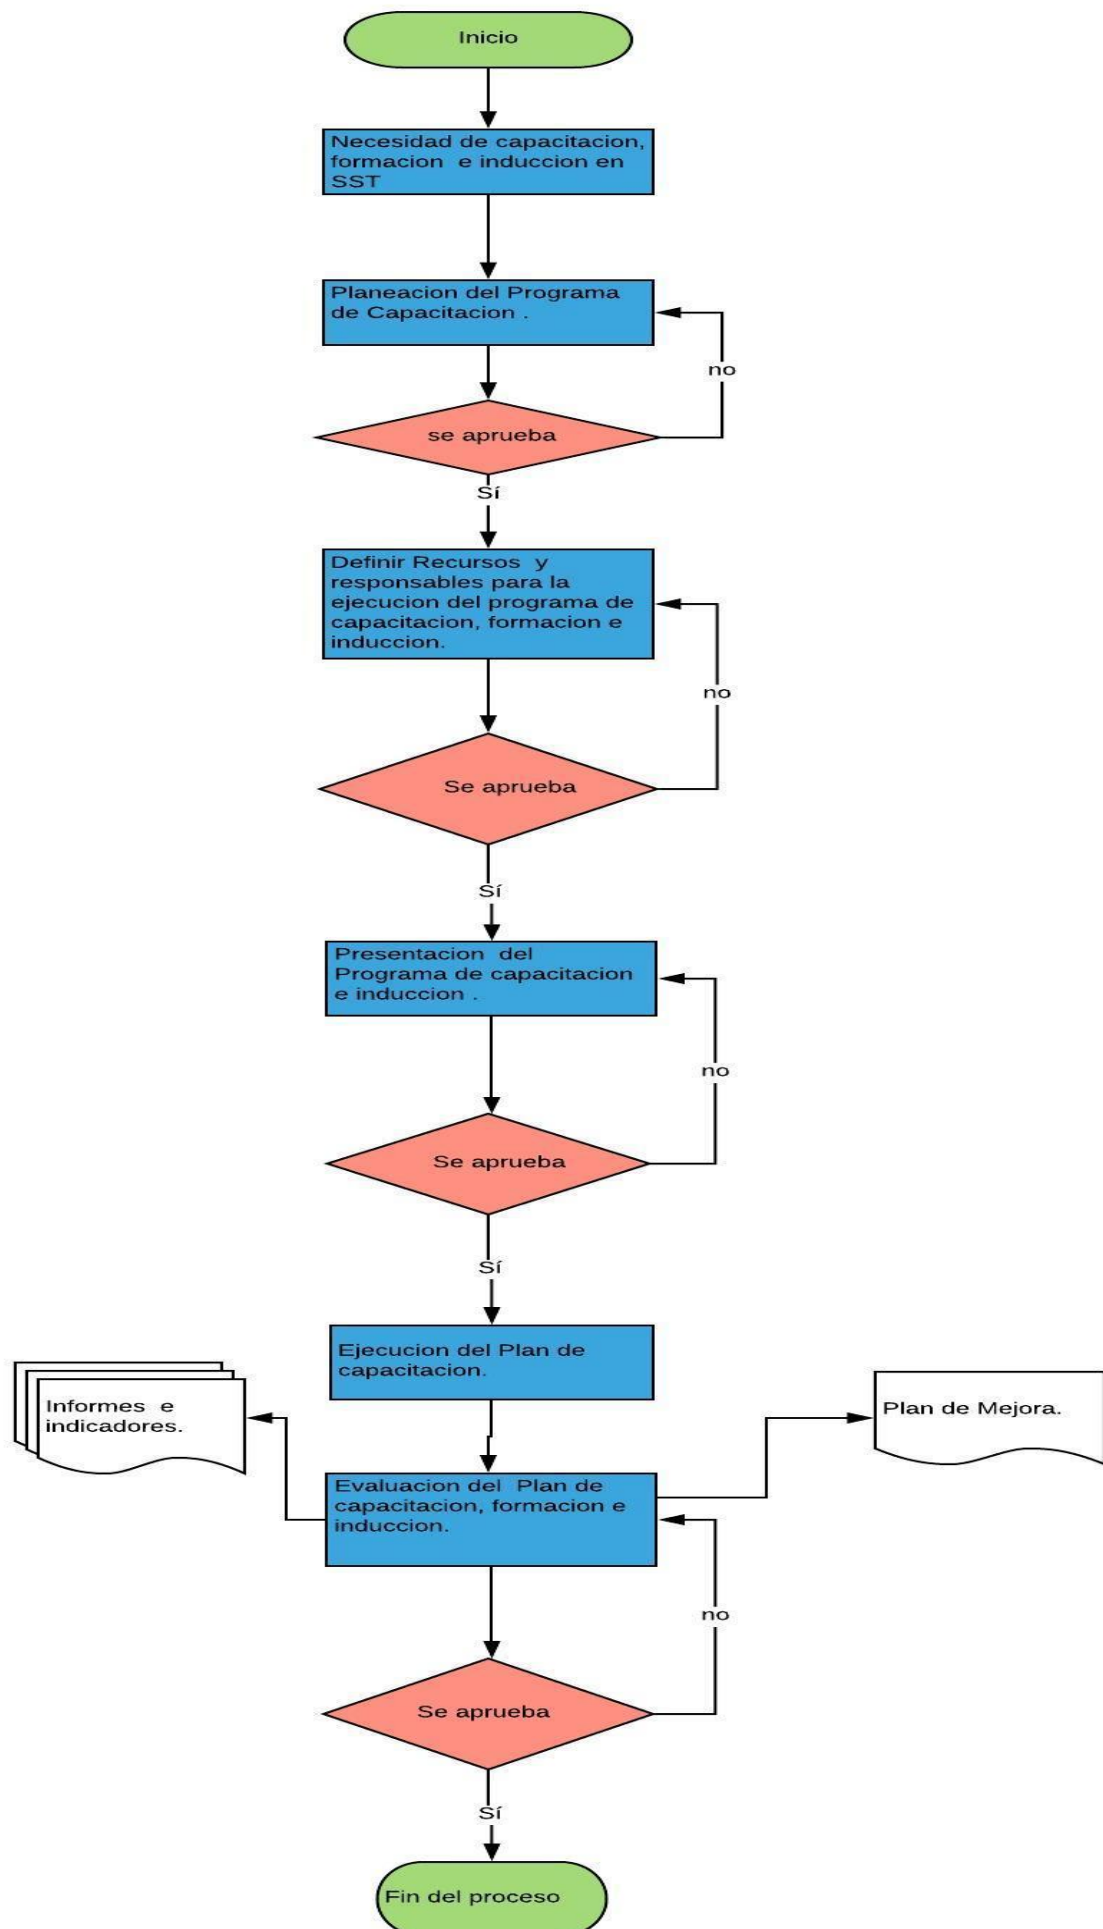 Inicio
Necesidad de capacitacion,
formacion e induccion en
SST
Planeacion del Programa
de Capacitacion .
no
se aprueba
Sí
Definir Recursos y
responsables para la
ejecucion del programa de
capacitacion, formacion e
induccion.
no
Se aprueba
Sí
Presentacion del
Programa de capacitacion
e induccion .
no
Se aprueba
Sí
Ejecucion del Plan de
capacitacion.
Informes e
indicadores.
Plan de Mejora.
Evaluacion del Plan de
capacitacion, formacion e
induccion.
no
Se aprueba
Sí
Fin del proceso